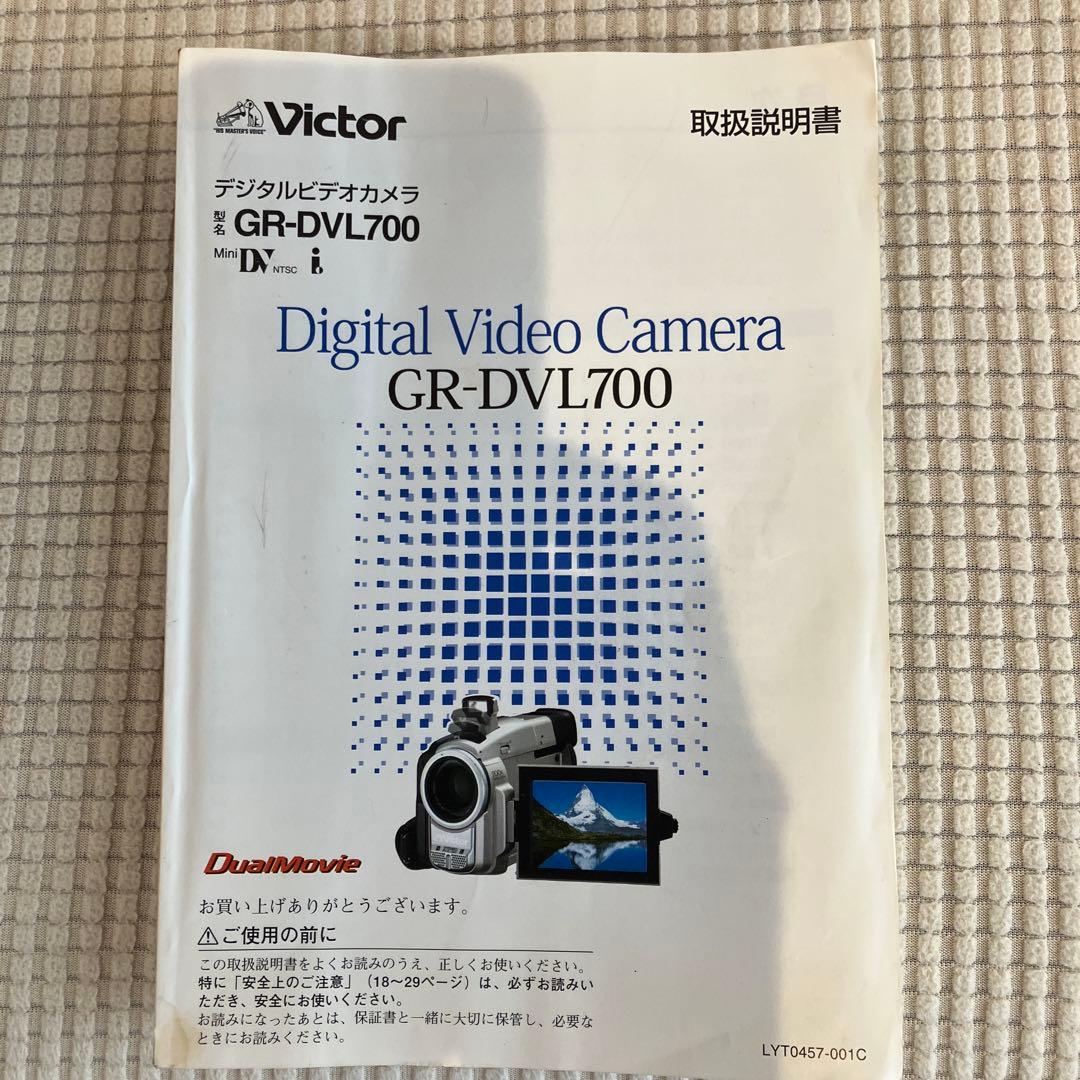 "HIS MASTER'S VOICE"
Victor
取扱説明書
デジタルビデオカメラ
型名 GR-DVL700
Mini DV NTSC i
Digital Video Camera
GR-DVL700
DualMovie
お買い上げありがとうございます。
⚠ご使用の前に
この取扱説明書をよくお読みのうえ、正しくお使いください。
特に「安全上のご注意」(18〜29ページ)は、必ずお読みい
ただき、安全にお使いください。
お読みになったあとは、保証書と一緒に大切に保管し、必要な
ときにお読みください。
LYT0457-001C